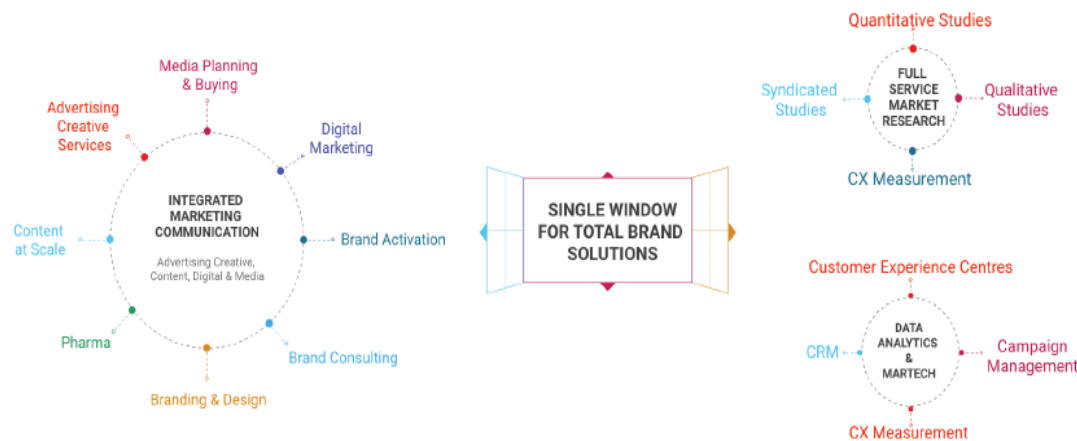 Media Planning
& Buying
Advertising
Creative
Services
Digital
Marketing
INTEGRATED
MARKETING
COMMUNICATION
Advertising Creative,
Content, Digital & Media
Content
at Scale
Brand Activation
Pharma
Brand Consulting
Branding & Design
SINGLE WINDOW
FOR TOTAL BRAND
SOLUTIONS
Quantitative Studies
FULL
SERVICE
MARKET
RESEARCH
Syndicated
Studies
Qualitative
Studies
CX Measurement
Customer Experience Centres
DATA
ANALYTICS
&
MARTECH
CRM
Campaign
Management
CX Measurement